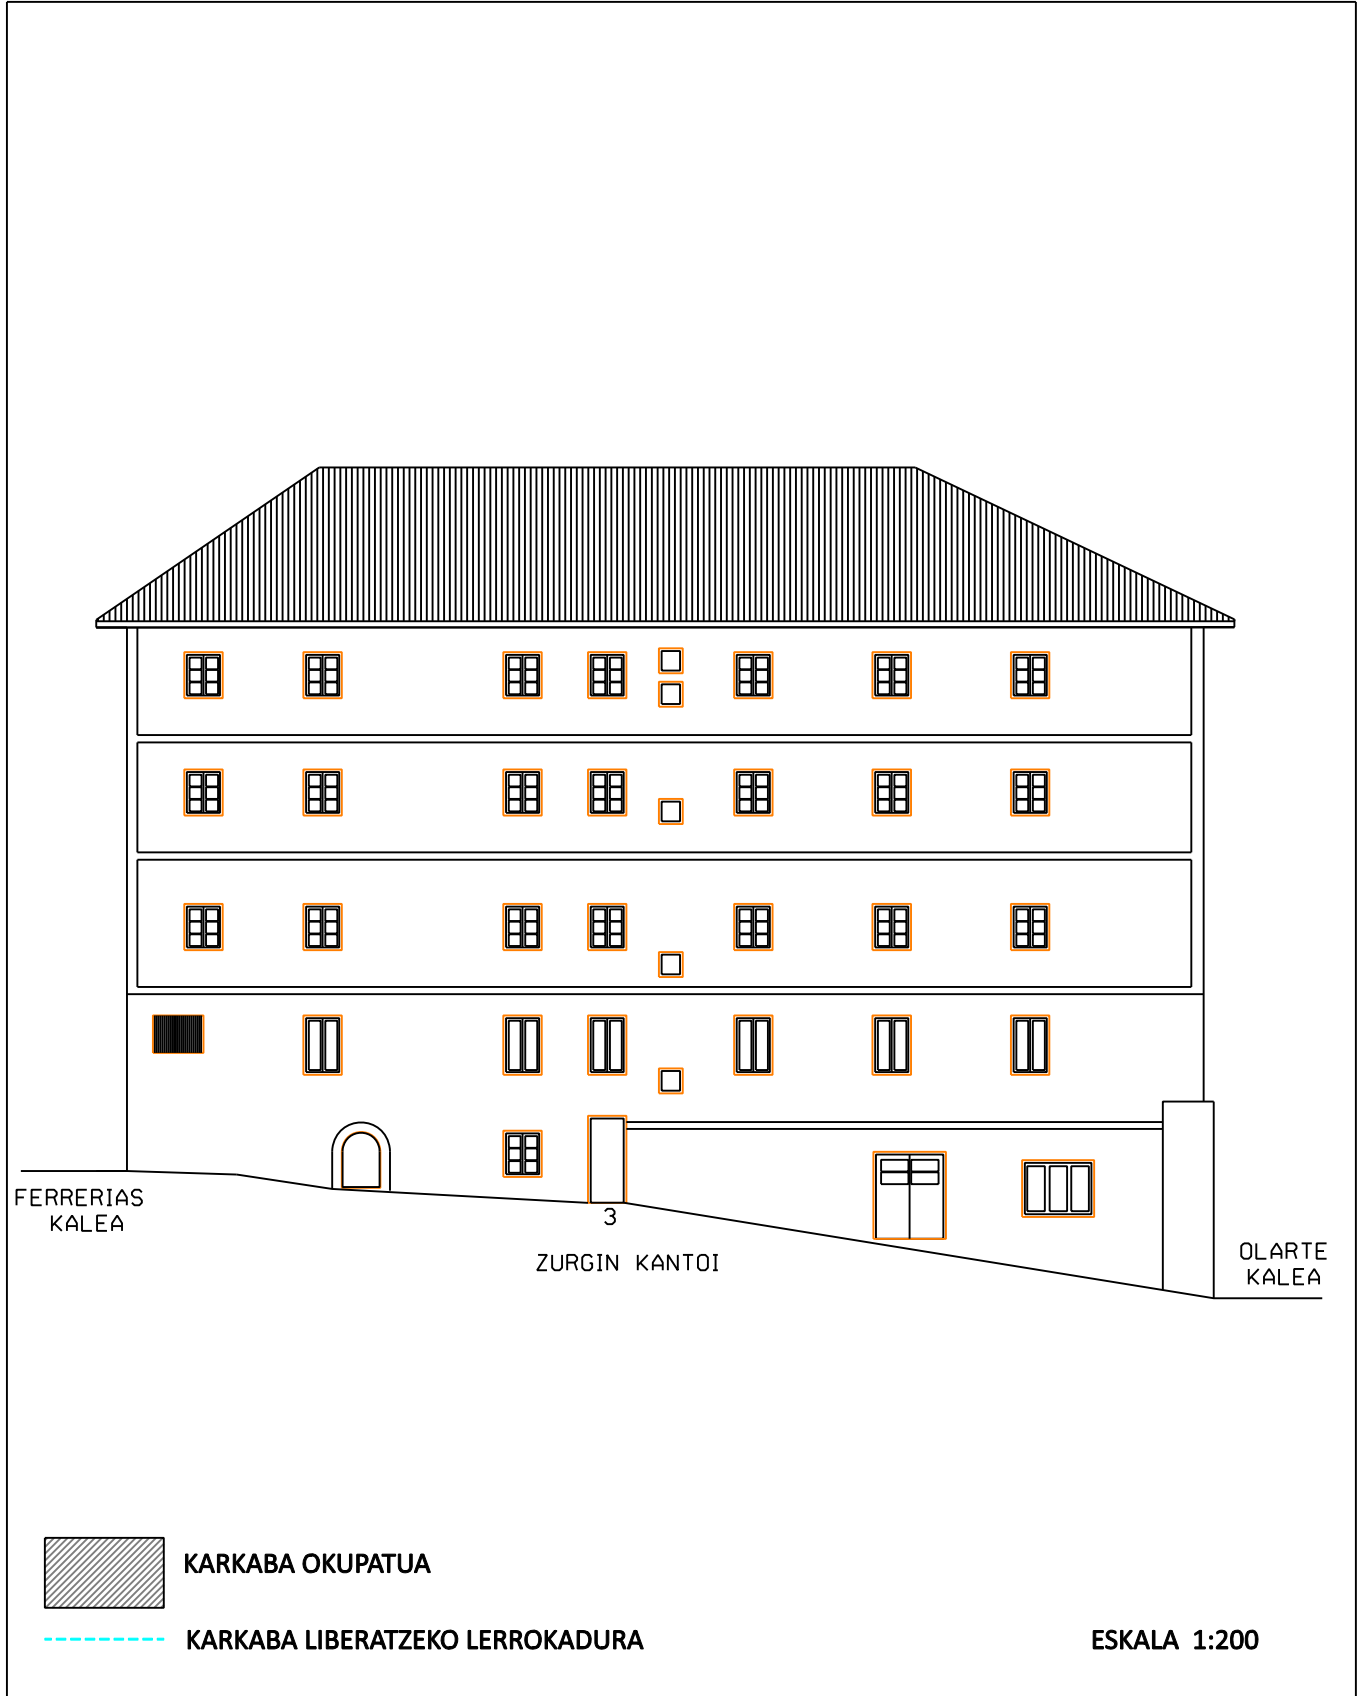 FERRERIAS
KALEA
3
ZURGIN KANTOI
OLARTE
KALEA
KARKABA OKUPATUA
KARKABA LIBERATZEKO LERROKADURA
ESKALA 1:200